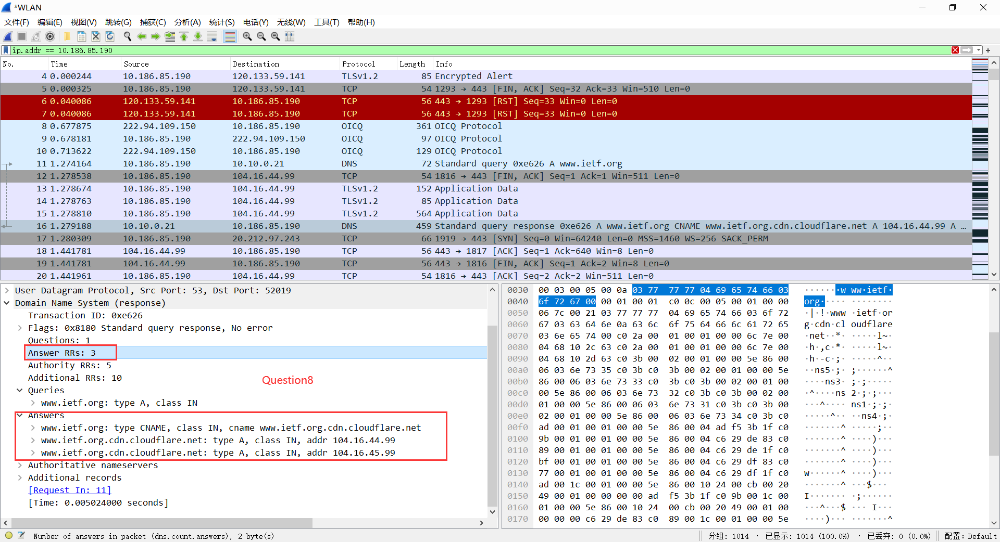 *WLAN
文件(F) 编辑(E) 视图(V) 跳转(G) 捕获(C) 分析(A) 统计(S) 电话(Y) 无线(W) 工具(T) 帮助(H)
ip.addr == 10.186.85.190
No. Time Source Destination Protocol Length Info
4 0.000244 10.186.85.190 120.133.59.141 TLSv1.2 85 Encrypted Alert
5 0.000325 10.186.85.190 120.133.59.141 TCP 54 1293 → 443 [FIN, ACK] Seq=32 Ack=33 Win=510 Len=0
6 0.040086 120.133.59.141 10.186.85.190 TCP 56 443 → 1293 [RST] Seq=33 Win=0 Len=0
7 0.040086 120.133.59.141 10.186.85.190 TCP 56 443 → 1293 [RST] Seq=33 Win=0 Len=0
8 0.677875 222.94.109.150 10.186.85.190 OICQ 361 OICQ Protocol
9 0.678181 10.186.85.190 222.94.109.150 OICQ 97 OICQ Protocol
10 0.713622 222.94.109.150 10.186.85.190 OICQ 129 OICQ Protocol
11 1.274164 10.186.85.190 10.10.0.21 DNS 72 Standard query 0xe626 A www.ietf.org
12 1.278538 10.186.85.190 104.16.44.99 TCP 54 1816 → 443 [FIN, ACK] Seq=1 Ack=1 Win=511 Len=0
13 1.278674 10.186.85.190 104.16.44.99 TLSv1.2 152 Application Data
14 1.278763 10.186.85.190 104.16.44.99 TLSv1.2 85 Application Data
15 1.278810 10.186.85.190 104.16.44.99 TLSv1.2 564 Application Data
16 1.279188 10.10.0.21 10.186.85.190 DNS 459 Standard query response 0xe626 A www.ietf.org CNAME www.ietf.org.cdn.cloudflare.net A 104.16.44.99 A …
17 1.280309 10.186.85.190 20.212.97.243 TCP 66 1919 → 443 [SYN] Seq=0 Win=64240 Len=0 MSS=1460 WS=256 SACK_PERM
18 1.441781 104.16.44.99 10.186.85.190 TCP 56 443 → 1817 [ACK] Seq=1 Ack=640 Win=8 Len=0
19 1.441781 104.16.44.99 10.186.85.190 TCP 56 443 → 1816 [FIN, ACK] Seq=1 Ack=2 Win=8 Len=0
20 1.441961 10.186.85.190 104.16.44.99 TCP 54 1816 → 443 [ACK] Seq=2 Ack=2 Win=511 Len=0
User Datagram Protocol, Src Port: 53, Dst Port: 52019
Domain Name System (response)
Transaction ID: 0xe626
Flags: 0x8180 Standard query response, No error
Questions: 1
Answer RRs: 3
Authority RRs: 5
Additional RRs: 10
Question8
Queries
www.ietf.org: type A, class IN
Answers
www.ietf.org: type CNAME, class IN, cname www.ietf.org.cdn.cloudflare.net
www.ietf.org.cdn.cloudflare.net: type A, class IN, addr 104.16.44.99
www.ietf.org.cdn.cloudflare.net: type A, class IN, addr 104.16.45.99
Authoritative nameservers
Additional records
[Request In: 11]
[Time: 0.005024000 seconds]
0030 00 03 00 05 00 0a 03 77 77 77 04 69 65 74 66 03 ·······w ww·ietf·
0040 6f 72 67 00 00 01 00 01 c0 0c 00 05 00 01 00 00 org····· ········
0050 06 7c 00 21 03 77 77 77 04 69 65 74 66 03 6f 72 ·|·!·www ·ietf·or
0060 67 03 63 64 6e 0a 63 6c 6f 75 64 66 6c 61 72 65 g·cdn·cl oudflare
0070 03 6e 65 74 00 c0 2a 00 01 00 01 00 00 6c 7e 00 ·net··*· ·····l~·
0080 04 68 10 2c 63 c0 2a 00 01 00 01 00 00 6c 7e 00 ·h·,c·*· ·····l~·
0090 04 68 10 2d 63 c0 3b 00 02 00 01 00 00 5e 86 00 ·h·-c·;· ·····^··
00a0 06 03 6e 73 35 c0 3b c0 3b 00 02 00 01 00 00 5e ··ns5·;· ;······^
00b0 86 00 06 03 6e 73 33 c0 3b c0 3b 00 02 00 01 00 ····ns3· ;·;·····
00c0 00 5e 86 00 06 03 6e 73 32 c0 3b c0 3b 00 02 00 ·^····ns 2·;·;···
00d0 01 00 00 5e 86 00 06 03 6e 73 31 c0 3b c0 3b 00 ···^···· ns1·;·;·
00e0 02 00 01 00 00 5e 86 00 06 03 6e 73 34 c0 3b c0 ·····^·· ··ns4·;·
00f0 ad 00 01 00 01 00 00 5e 86 00 04 ad f5 3b 1f c0 ·······^ ·····;··
0100 9b 00 01 00 01 00 00 5e 86 00 04 c6 29 de 83 c0 ·······^ ····)···
0110 89 00 01 00 01 00 00 5e 86 00 04 c6 29 de 1f c0 ·······^ ····)···
0120 bf 00 01 00 01 00 00 5e 86 00 04 c6 29 df 83 c0 ·······^ ····)···
0130 77 00 01 00 01 00 00 5e 86 00 04 c6 29 df 1f c0 w······^ ····)···
0140 ad 00 1c 00 01 00 00 5e 86 00 10 24 00 cb 00 20 ·······^ ···$···
0150 49 00 01 00 00 00 00 ad f5 3b 1f c0 9b 00 1c 00 I······· ·;······
0160 01 00 00 5e 86 00 10 24 00 cb 00 20 49 00 01 00 ···^···$ ··· I···
0170 00 00 00 c6 29 de 83 c0 89 00 1c 00 01 00 00 5e ····)··· ·······^
Number of answers in packet (dns.count.answers), 2 byte(s)
分组: 1014 · 已显示: 1014 (100.0%) · 已丢弃: 0 (0.0%)
配置: Default